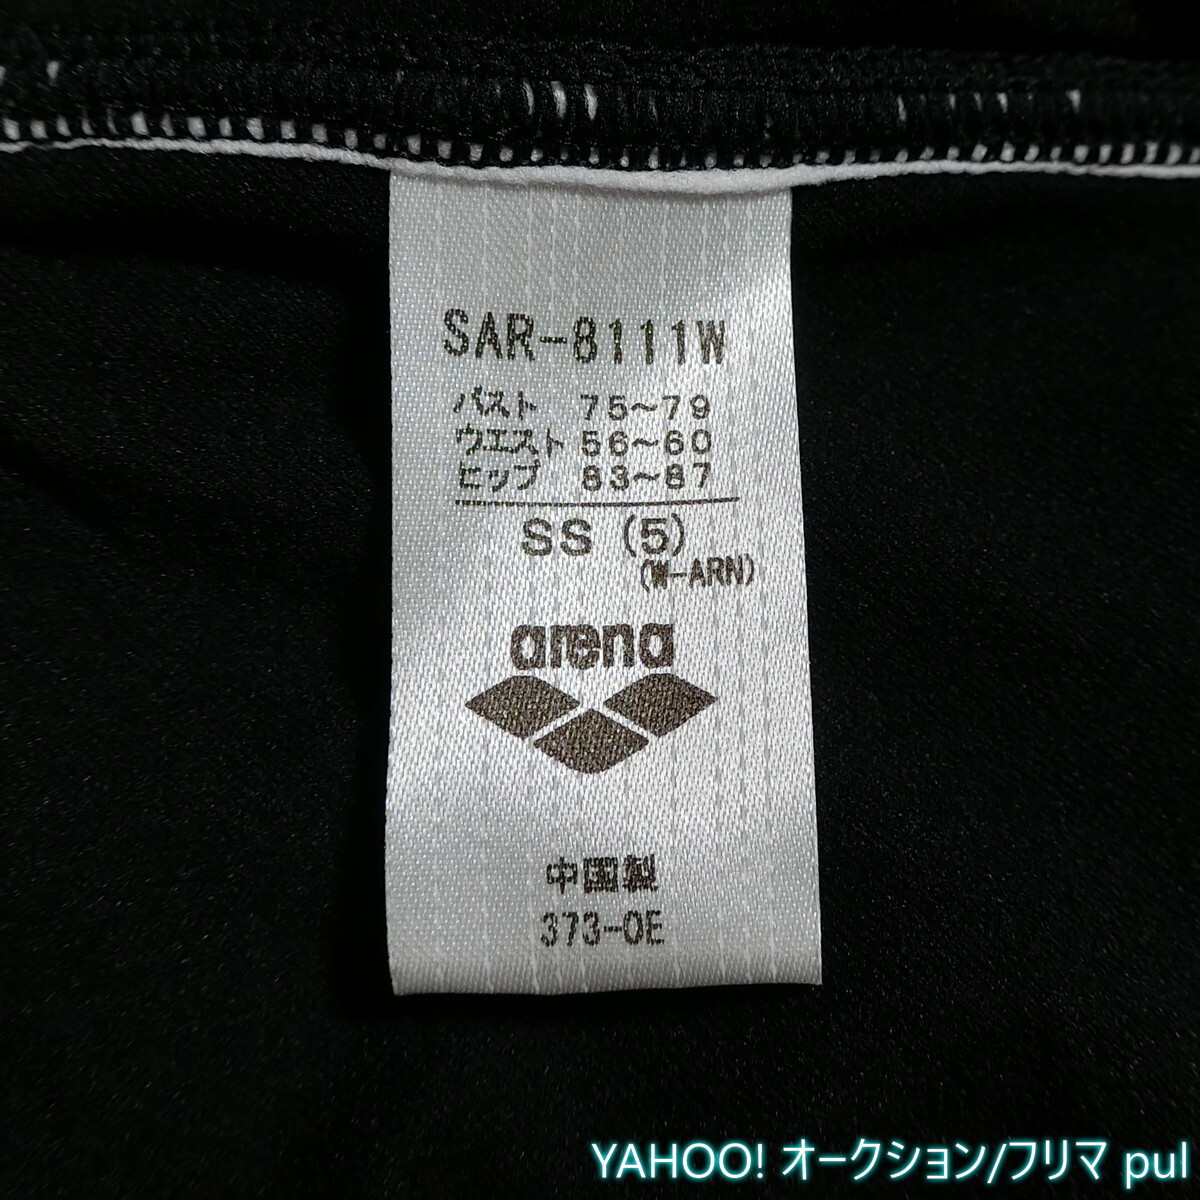 SAR-8111W
バスト 75~79
ウエスト 56~60
ヒップ 83~87
SS (5)
(W-ARN)
arena
中国製
373-0E
YAHOO! オークション/フリマ pul